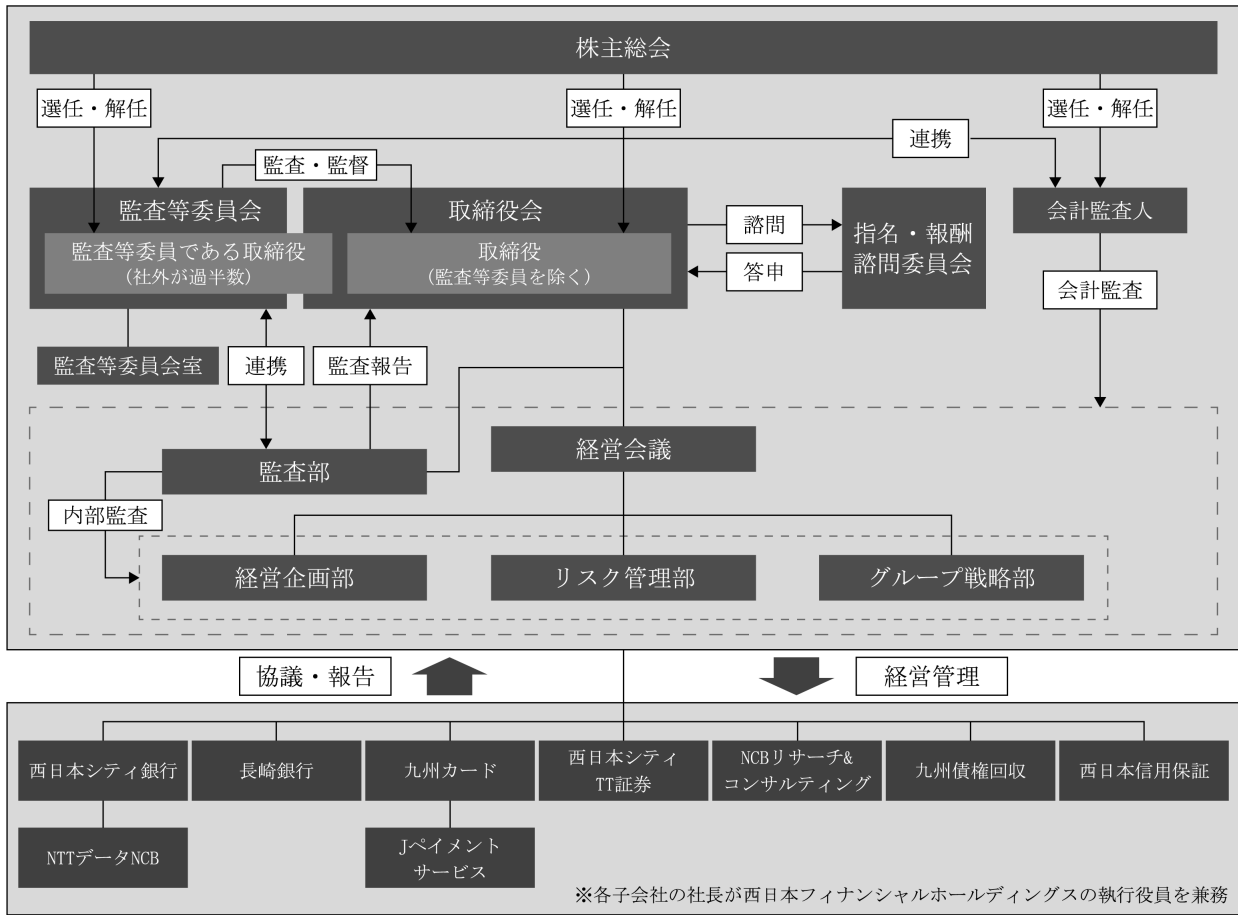 株主総会
選任・解任
選任・解任
選任・解任
連携
監査・監督
監査等委員会
監査等委員である取締役
(社外が過半数)
取締役会
取締役
(監査等委員を除く)
諮問
答申
指名・報酬
諮問委員会
会計監査人
会計監査
監査等委員会室
連携
監査報告
経営会議
監査部
内部監査
経営企画部
リスク管理部
グループ戦略部
協議・報告
経営管理
西日本シティ銀行
長崎銀行
九州カード
西日本シティ
TT証券
NCBリサーチ&
コンサルティング
九州債権回収
西日本信用保証
NTTデータNCB
Jペイメント
サービス
※各子会社の社長が西日本フィナンシャルホールディングスの執行役員を兼務